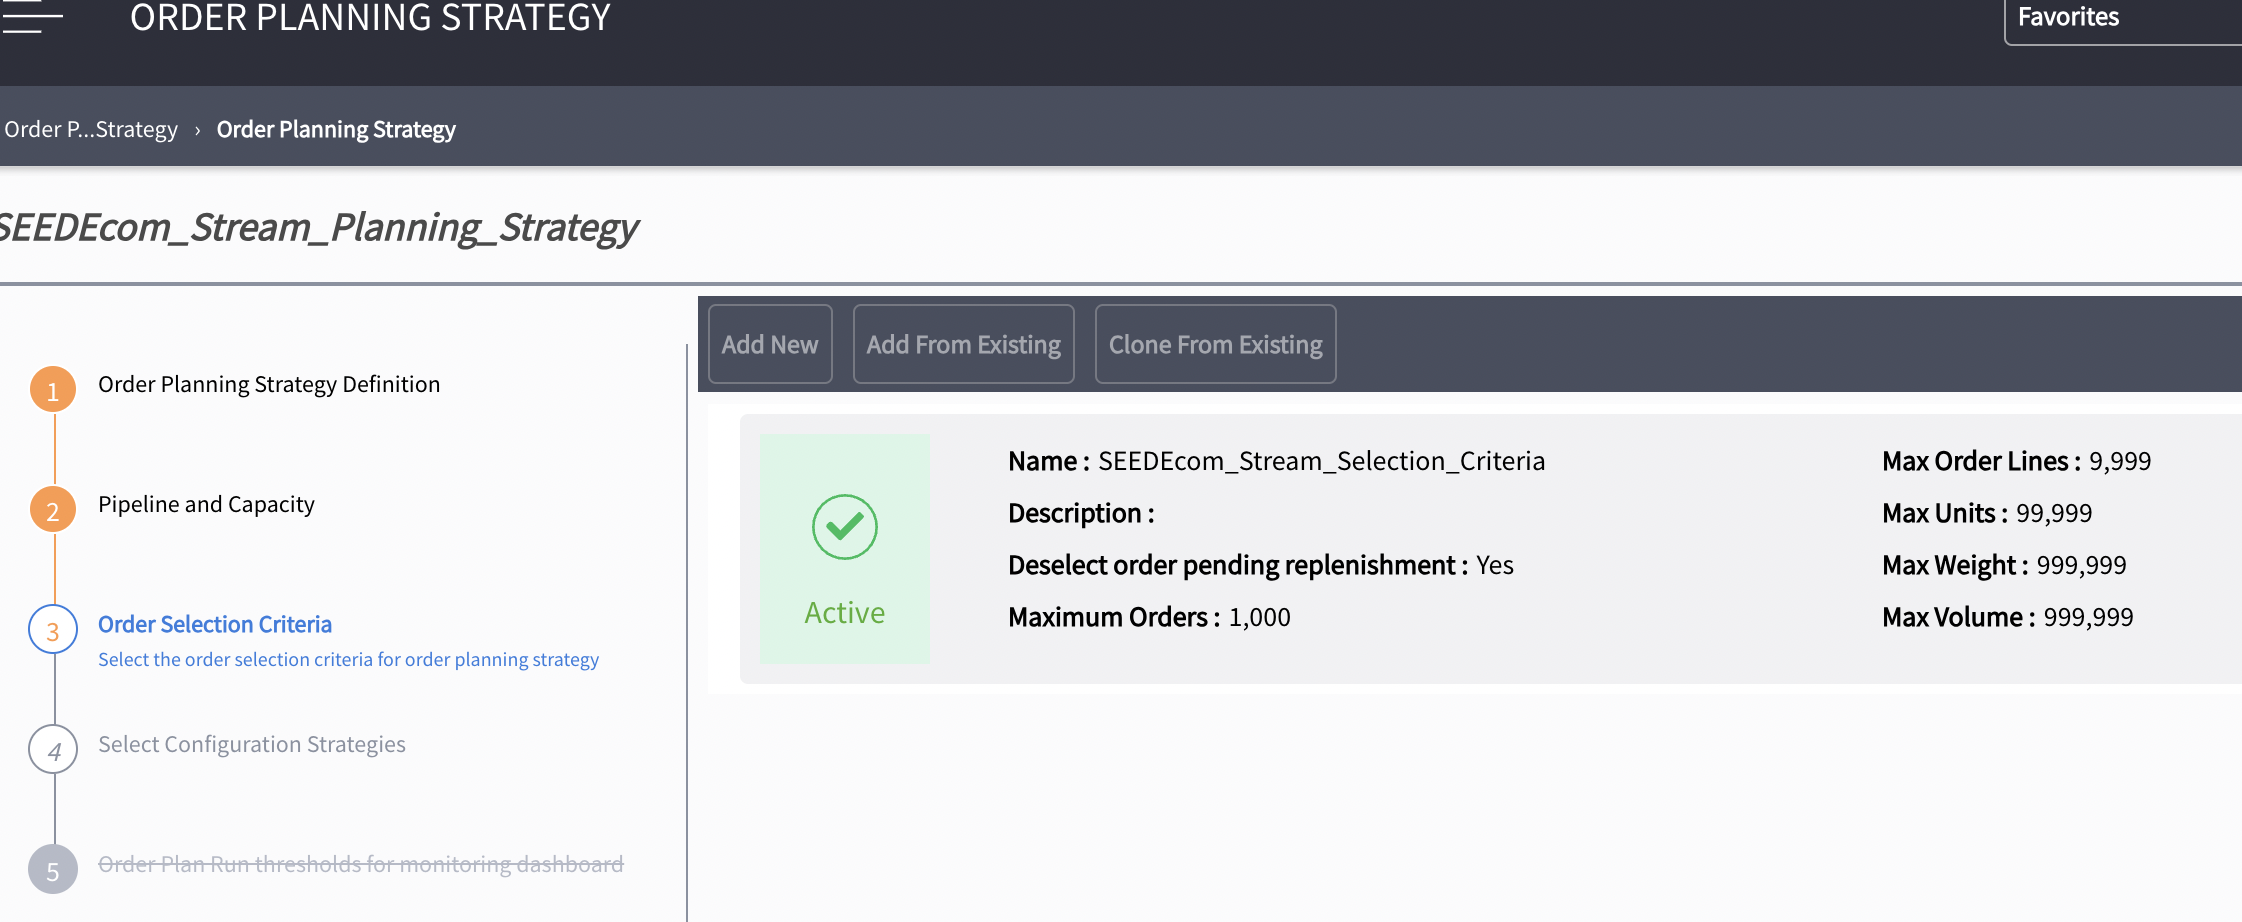 ORDER PLANNING STRATEGY
Favorites
Order P...Strategy › Order Planning Strategy
SEEDEcom_Stream_Planning_Strategy
1 Order Planning Strategy Definition
2 Pipeline and Capacity
3 Order Selection Criteria
Select the order selection criteria for order planning strategy
4 Select Configuration Strategies
5 Order Plan Run thresholds for monitoring dashboard
Add New
Add From Existing
Clone From Existing
Active
Name : SEEDEcom_Stream_Selection_Criteria
Description :
Deselect order pending replenishment : Yes
Maximum Orders : 1,000
Max Order Lines : 9,999
Max Units : 99,999
Max Weight : 999,999
Max Volume : 999,999